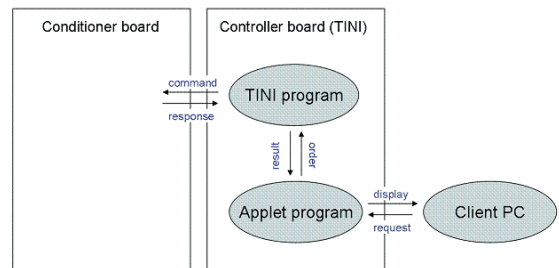 Conditioner board
Controller board (TINI)
command
response
TINI program
result
order
Applet program
display
request
Client PC